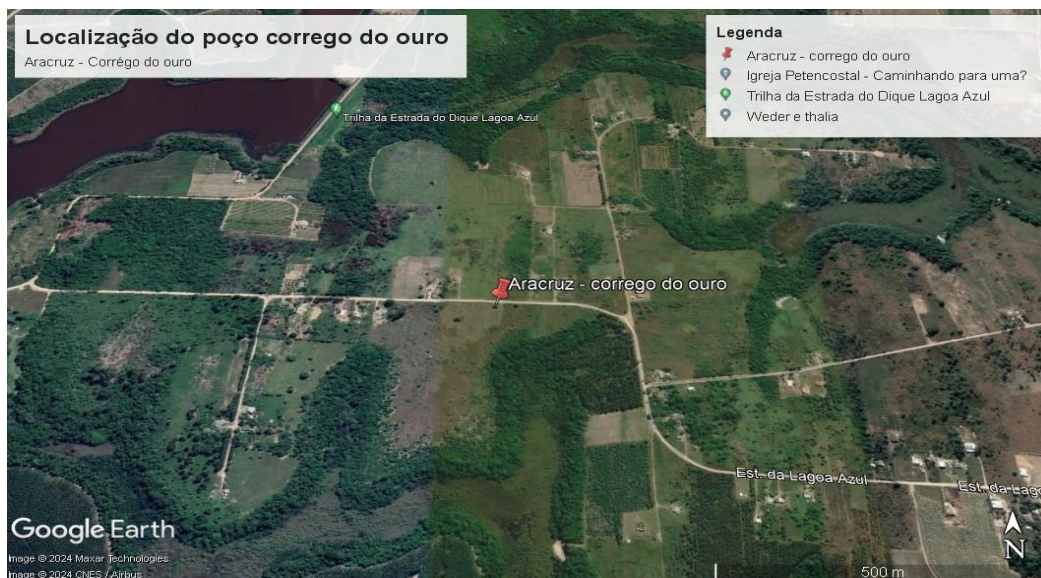 Localização do poço corrego do ouro
Aracruz - Corrégo do ouro
Legenda
Aracruz - corrego do ouro
Igreja Petencostal - Caminhando para uma?
Trilha da Estrada do Dique Lagoa Azul
Weder e thalia
Trilha da Estrada do Dique Lagoa Azul
Aracruz - corrego do ouro
Est. da Lagoa Azul
Est. da Lago
Google Earth
Image © 2024 Maxar Technologies
Image © 2024 CNES / Airbus
N
500 m